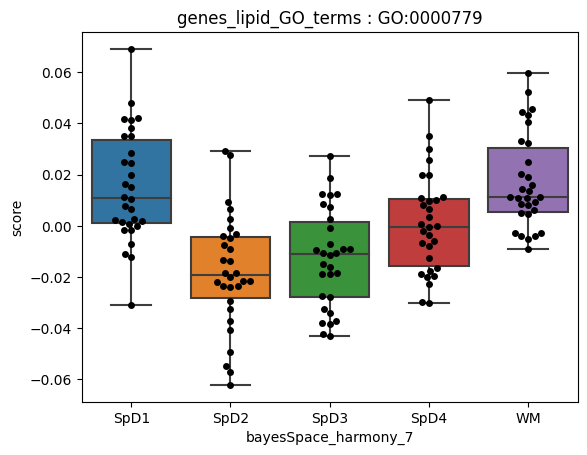 genes_lipid_GO_terms : GO:0000779
score
0.06
0.04
0.02
0.00
−0.02
−0.04
−0.06
SpD1 SpD2 SpD3 SpD4 WM
bayesSpace_harmony_7